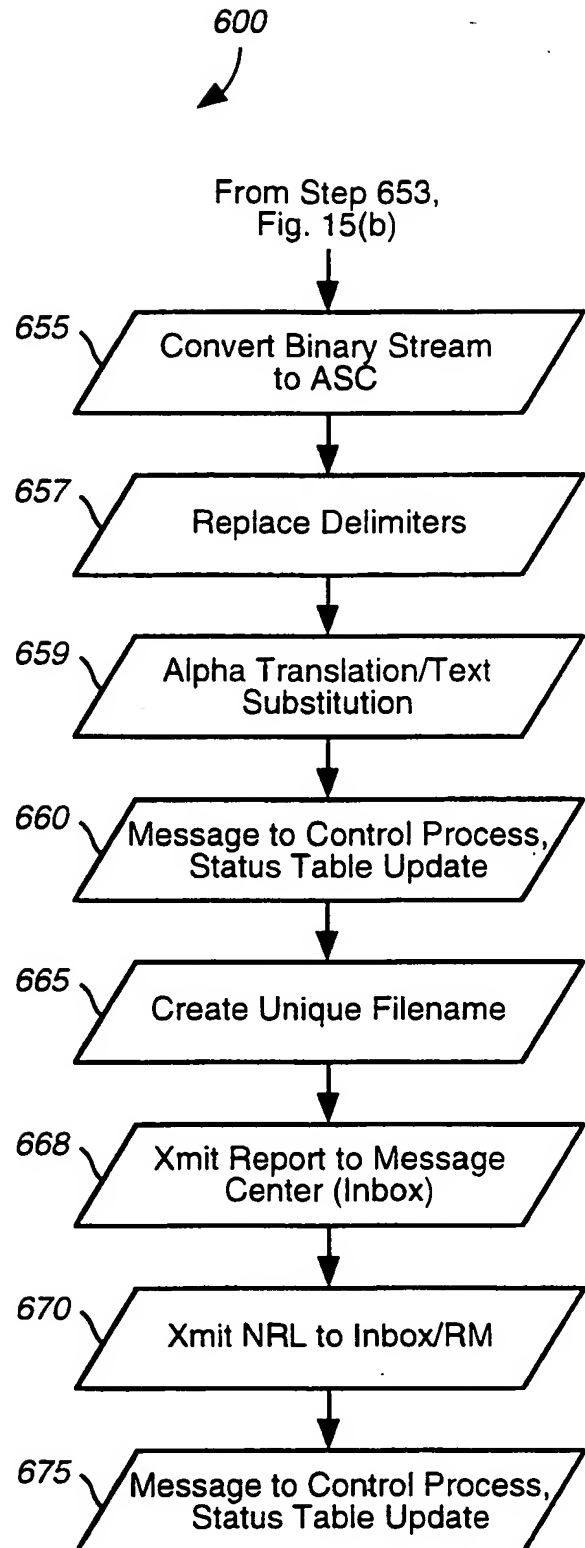 600
From Step 653,
Fig. 15(b)
655
Convert Binary Stream
to ASC
657
Replace Delimiters
659
Alpha Translation/Text
Substitution
660
Message to Control Process,
Status Table Update
665
Create Unique Filename
668
Xmit Report to Message
Center (Inbox)
670
Xmit NRL to Inbox/RM
675
Message to Control Process,
Status Table Update